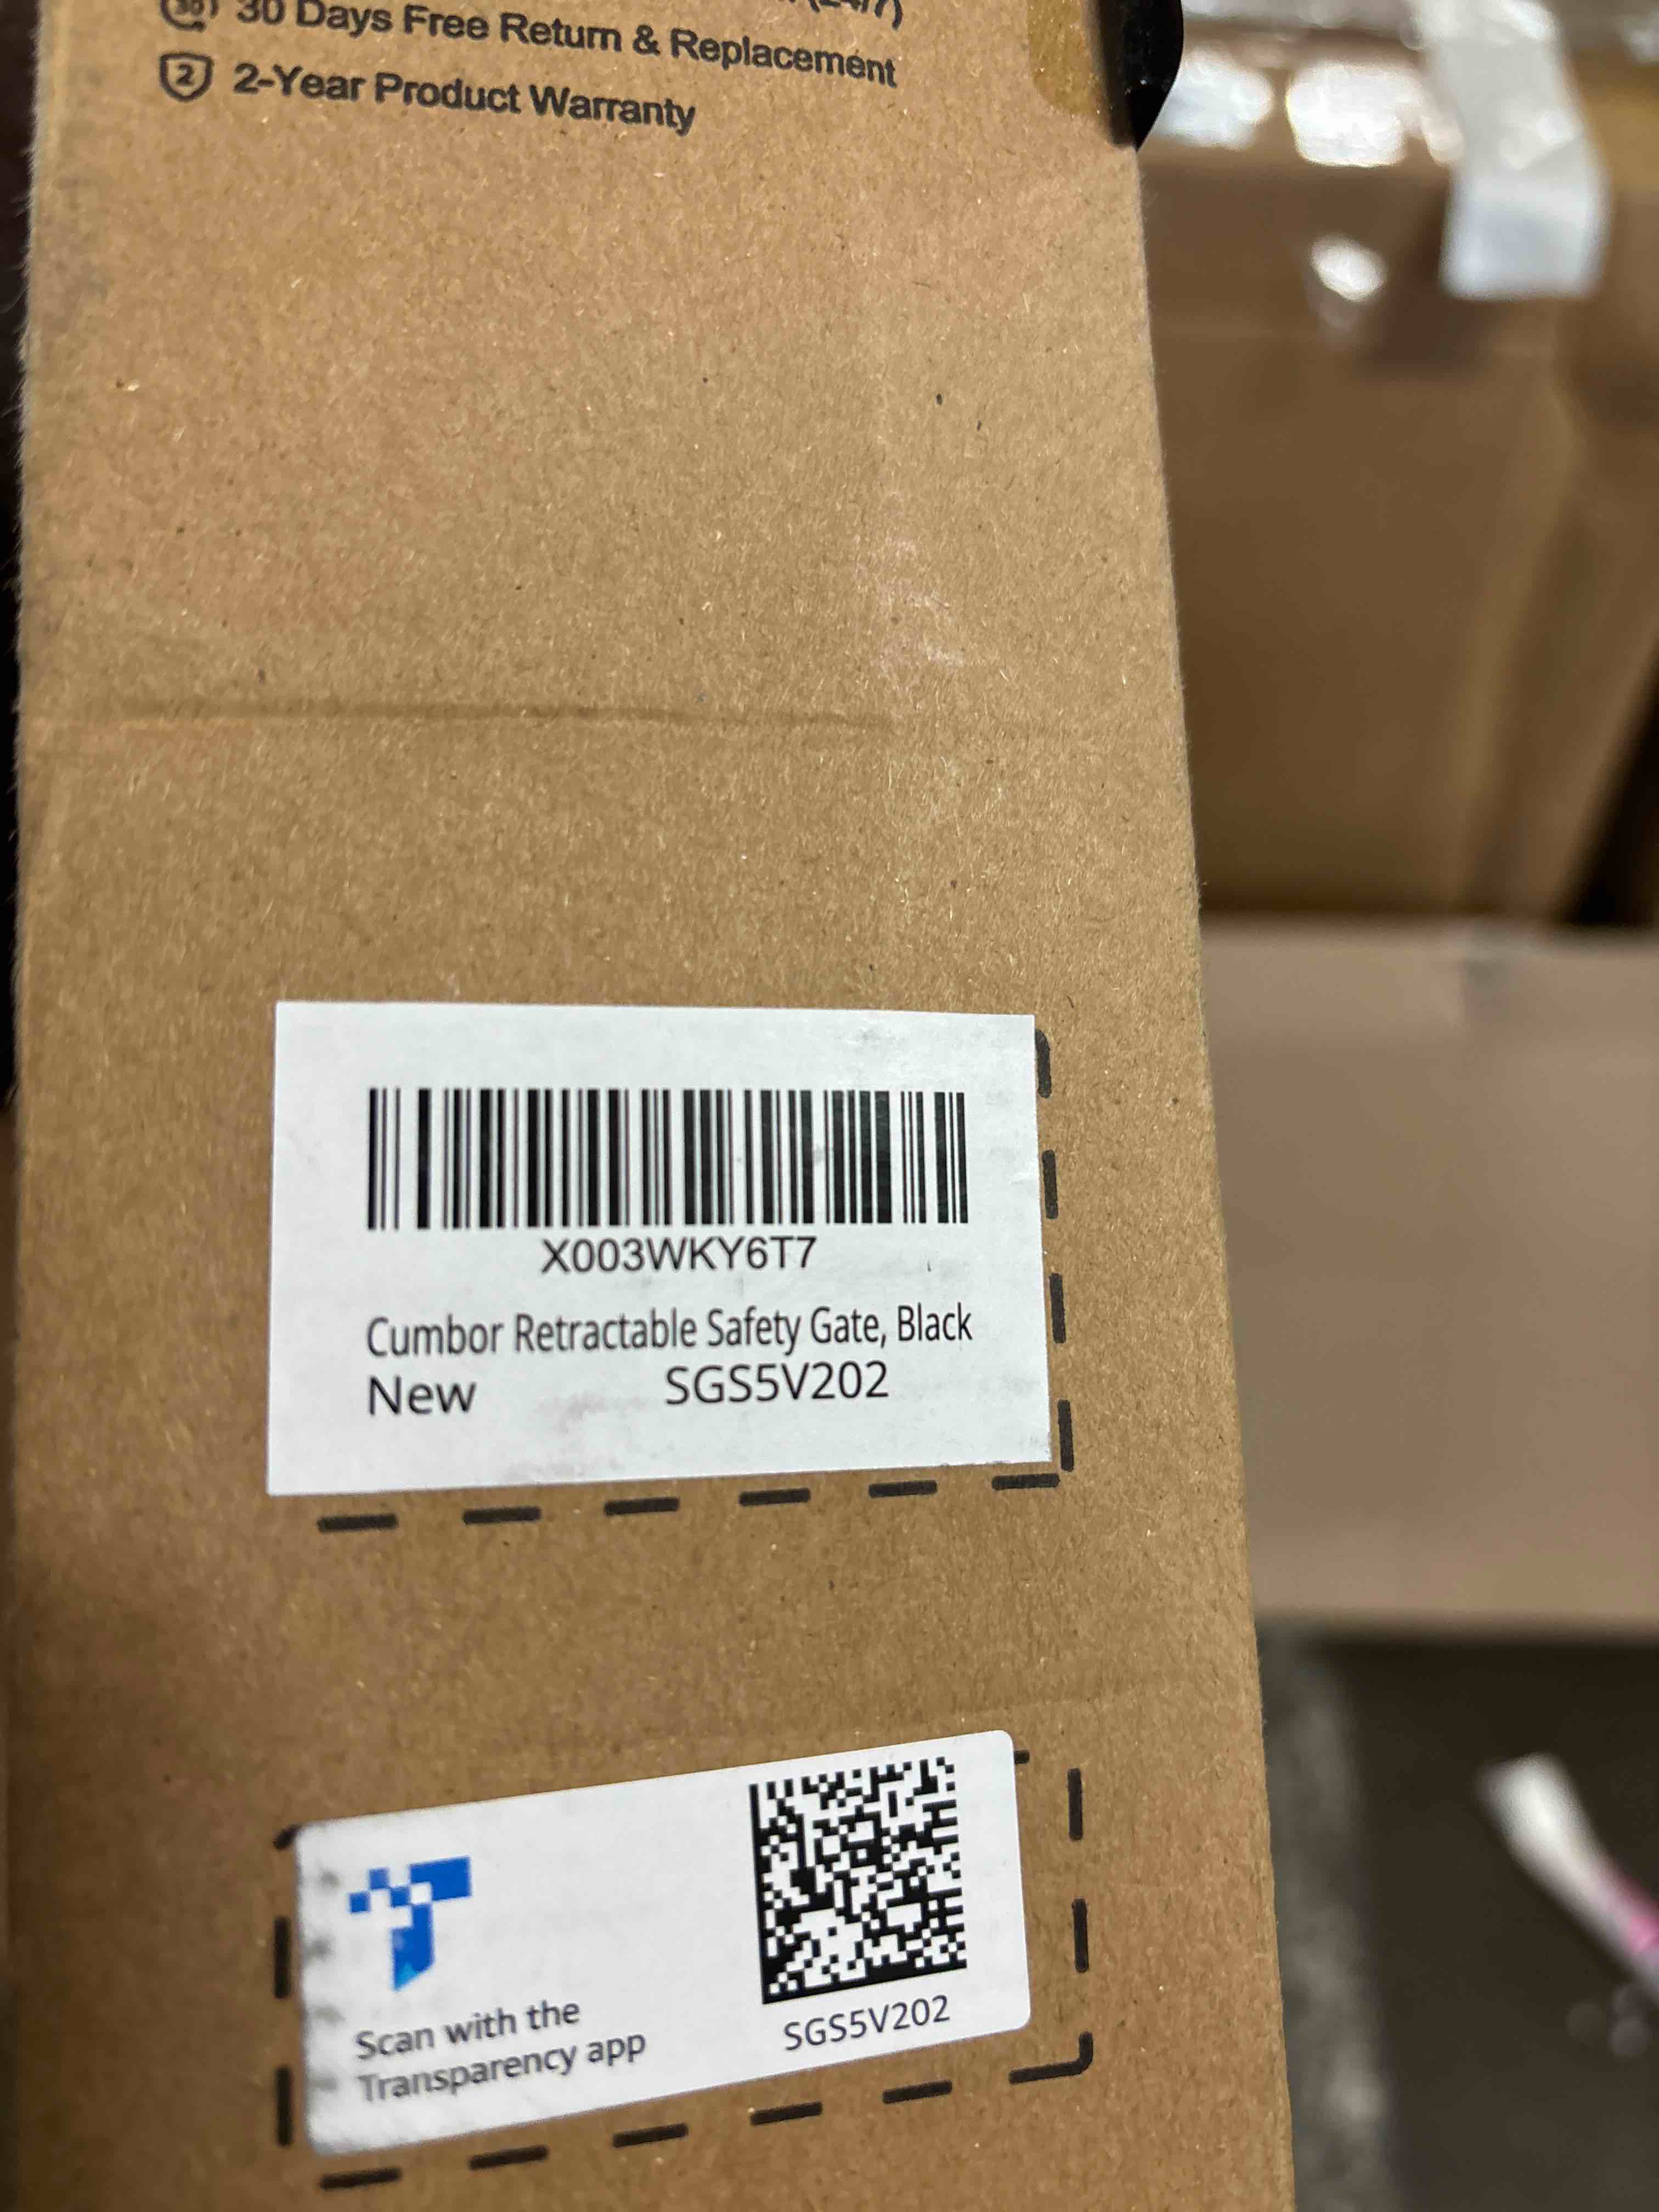 30 Days Free Return & Replacement
2 2-Year Product Warranty
X003WKY6T7
Cumbor Retractable Safety Gate, Black
New SGS5V202
Scan with the
Transparency app
SGS5V202